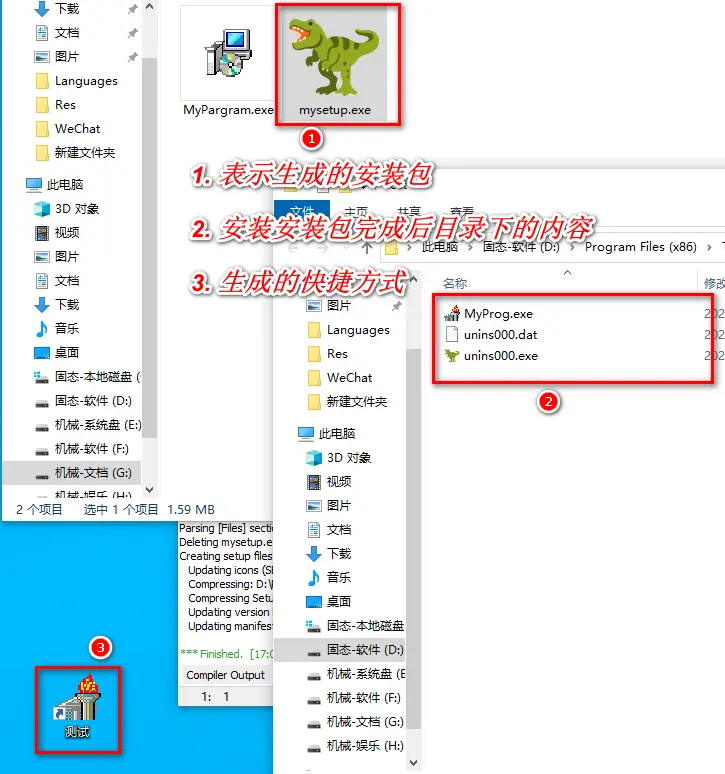 下载
文档
图片
Languages
Res
WeChat
新建文件夹
此电脑
3D 对象
视频
图片
文档
下载
音乐
桌面
固态-本地磁盘 (
固态-软件 (D:)
机械-系统盘 (E:)
机械-软件 (F:)
机械-文档 (G:)
机械-娱乐 (H:)
2 个项目 选中 1 个项目 1.59 MB
MyPargram.exe
mysetup.exe
1
1. 表示生成的安装包
2. 安装安装包完成后目录下的内容
3. 生成的快捷方式
文件 主页 共享 查看
此电脑 › 固态-软件 (D:) › Program Files (x86) ›
名称 修改
MyProg.exe 202
unins000.dat 202
unins000.exe 202
2
图片
Languages
Res
WeChat
新建文件夹
此电脑
3D 对象
视频
图片
文档
下载
音乐
桌面
固态-本地磁盘
固态-软件 (D:)
机械-系统盘 (E
机械-软件 (F:)
机械-文档 (G:)
机械-娱乐 (H:)
Parsing [Files] sectio
Deleting mysetup.e
Creating setup files
Updating icons (S
Compressing: D:\
Compressing Setu
Updating version
Updating manifest
*** Finished. [17:0
Compiler Output
1: 1
3
测试